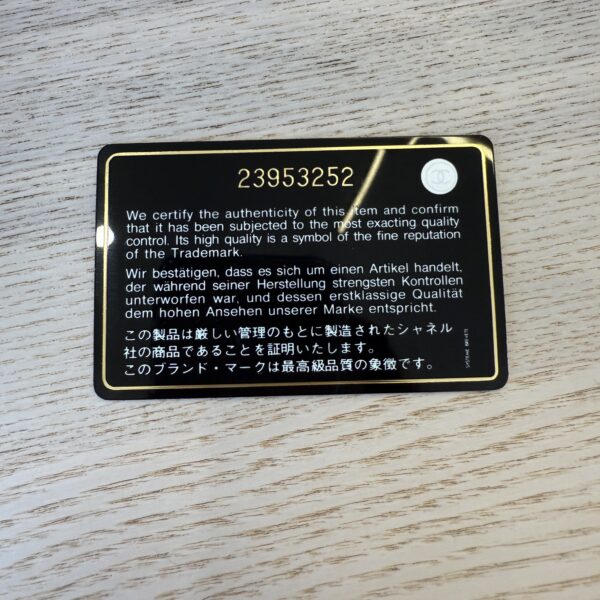 23953252
We certify the authenticity of this item and confirm
that it has been subjected to the most exacting quality
control. Its high quality is a symbol of the fine reputation
of the Trademark.
Wir bestätigen, dass es sich um einen Artikel handelt,
der während seiner Herstellung strengsten Kontrollen
unterworfen war, und dessen erstklassige Qualität
dem hohen Ansehen unserer Marke entspricht.
この製品は厳しい管理のもとに製造されたシャネル
社の商品であることを証明いたします。
このブランド・マークは最高級品質の象徴です。